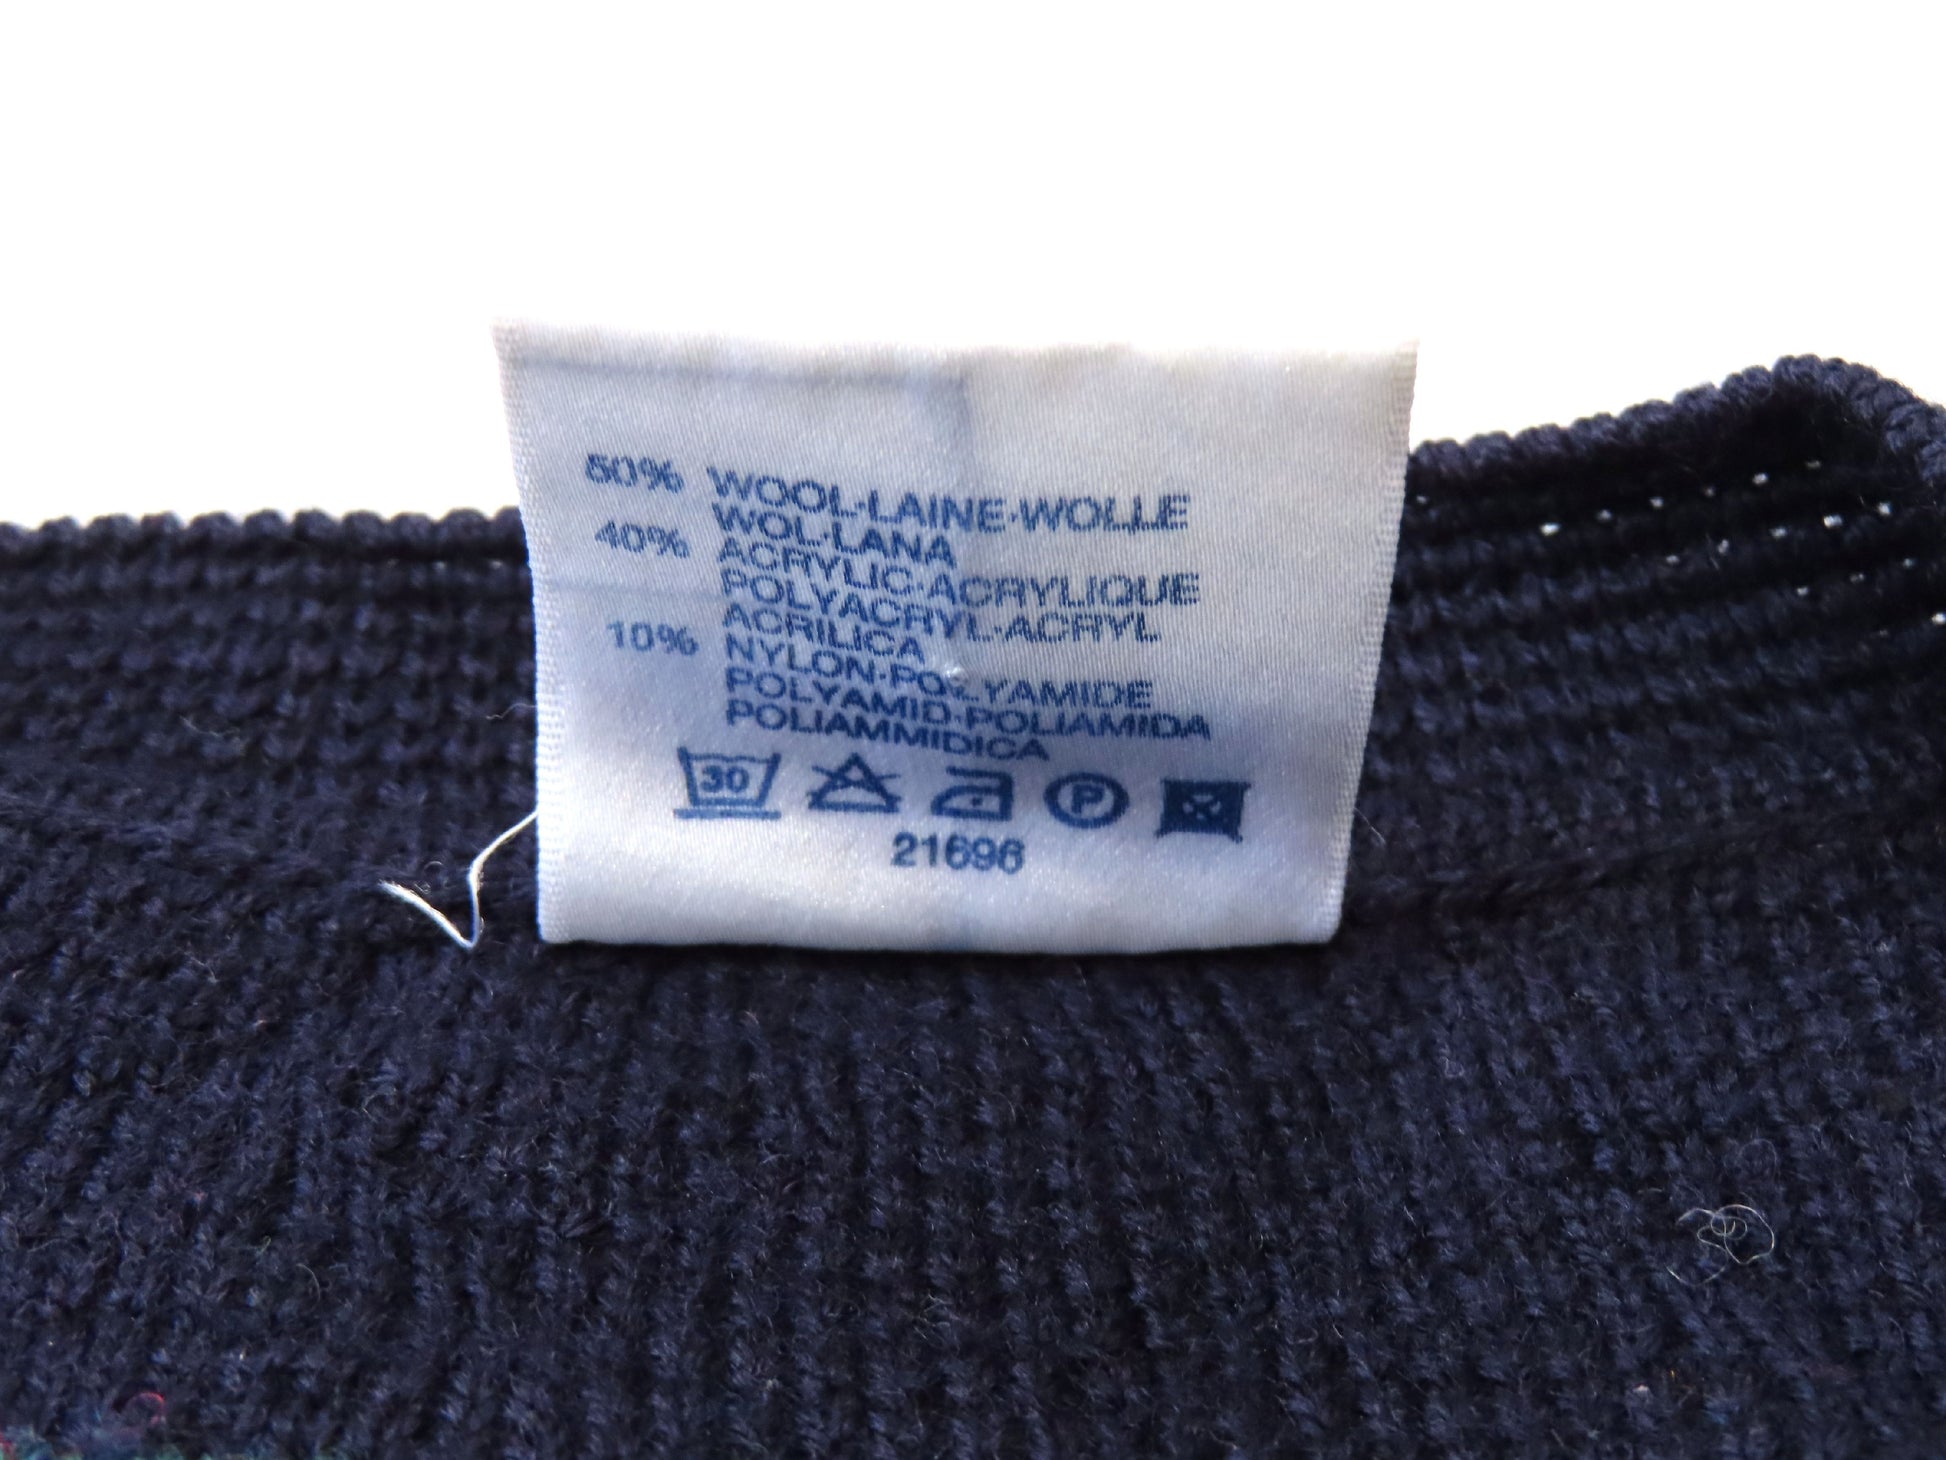 50% WOOL·LAINE·WOLLE
WOL·LANA
40% ACRYLIC·ACRYLIQUE
POLYACRYL·ACRYL
ACRILICA
10% NYLON·POLYAMIDE
POLYAMID·POLIAMIDA
POLIAMMIDICA
30 P
21696